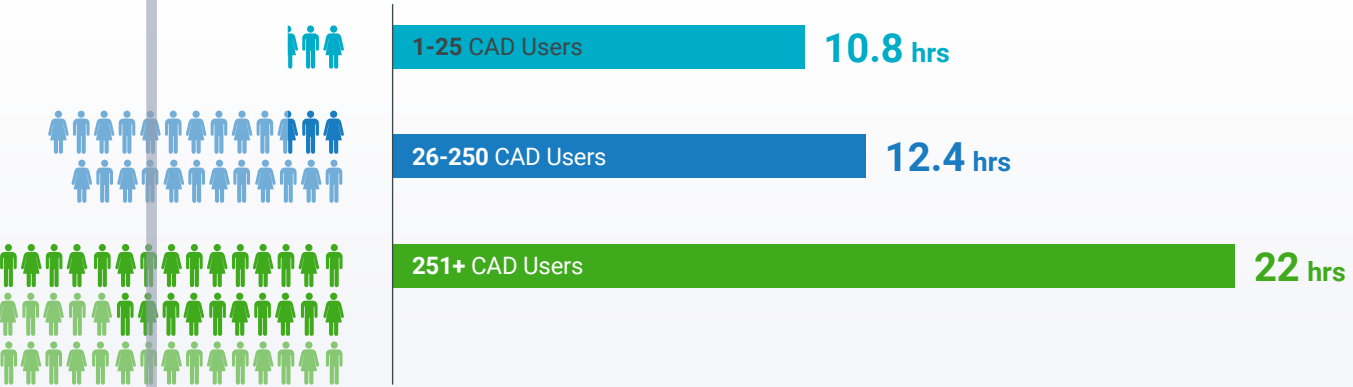 1-25 CAD Users 10.8 hrs
26-250 CAD Users 12.4 hrs
251+ CAD Users 22 hrs